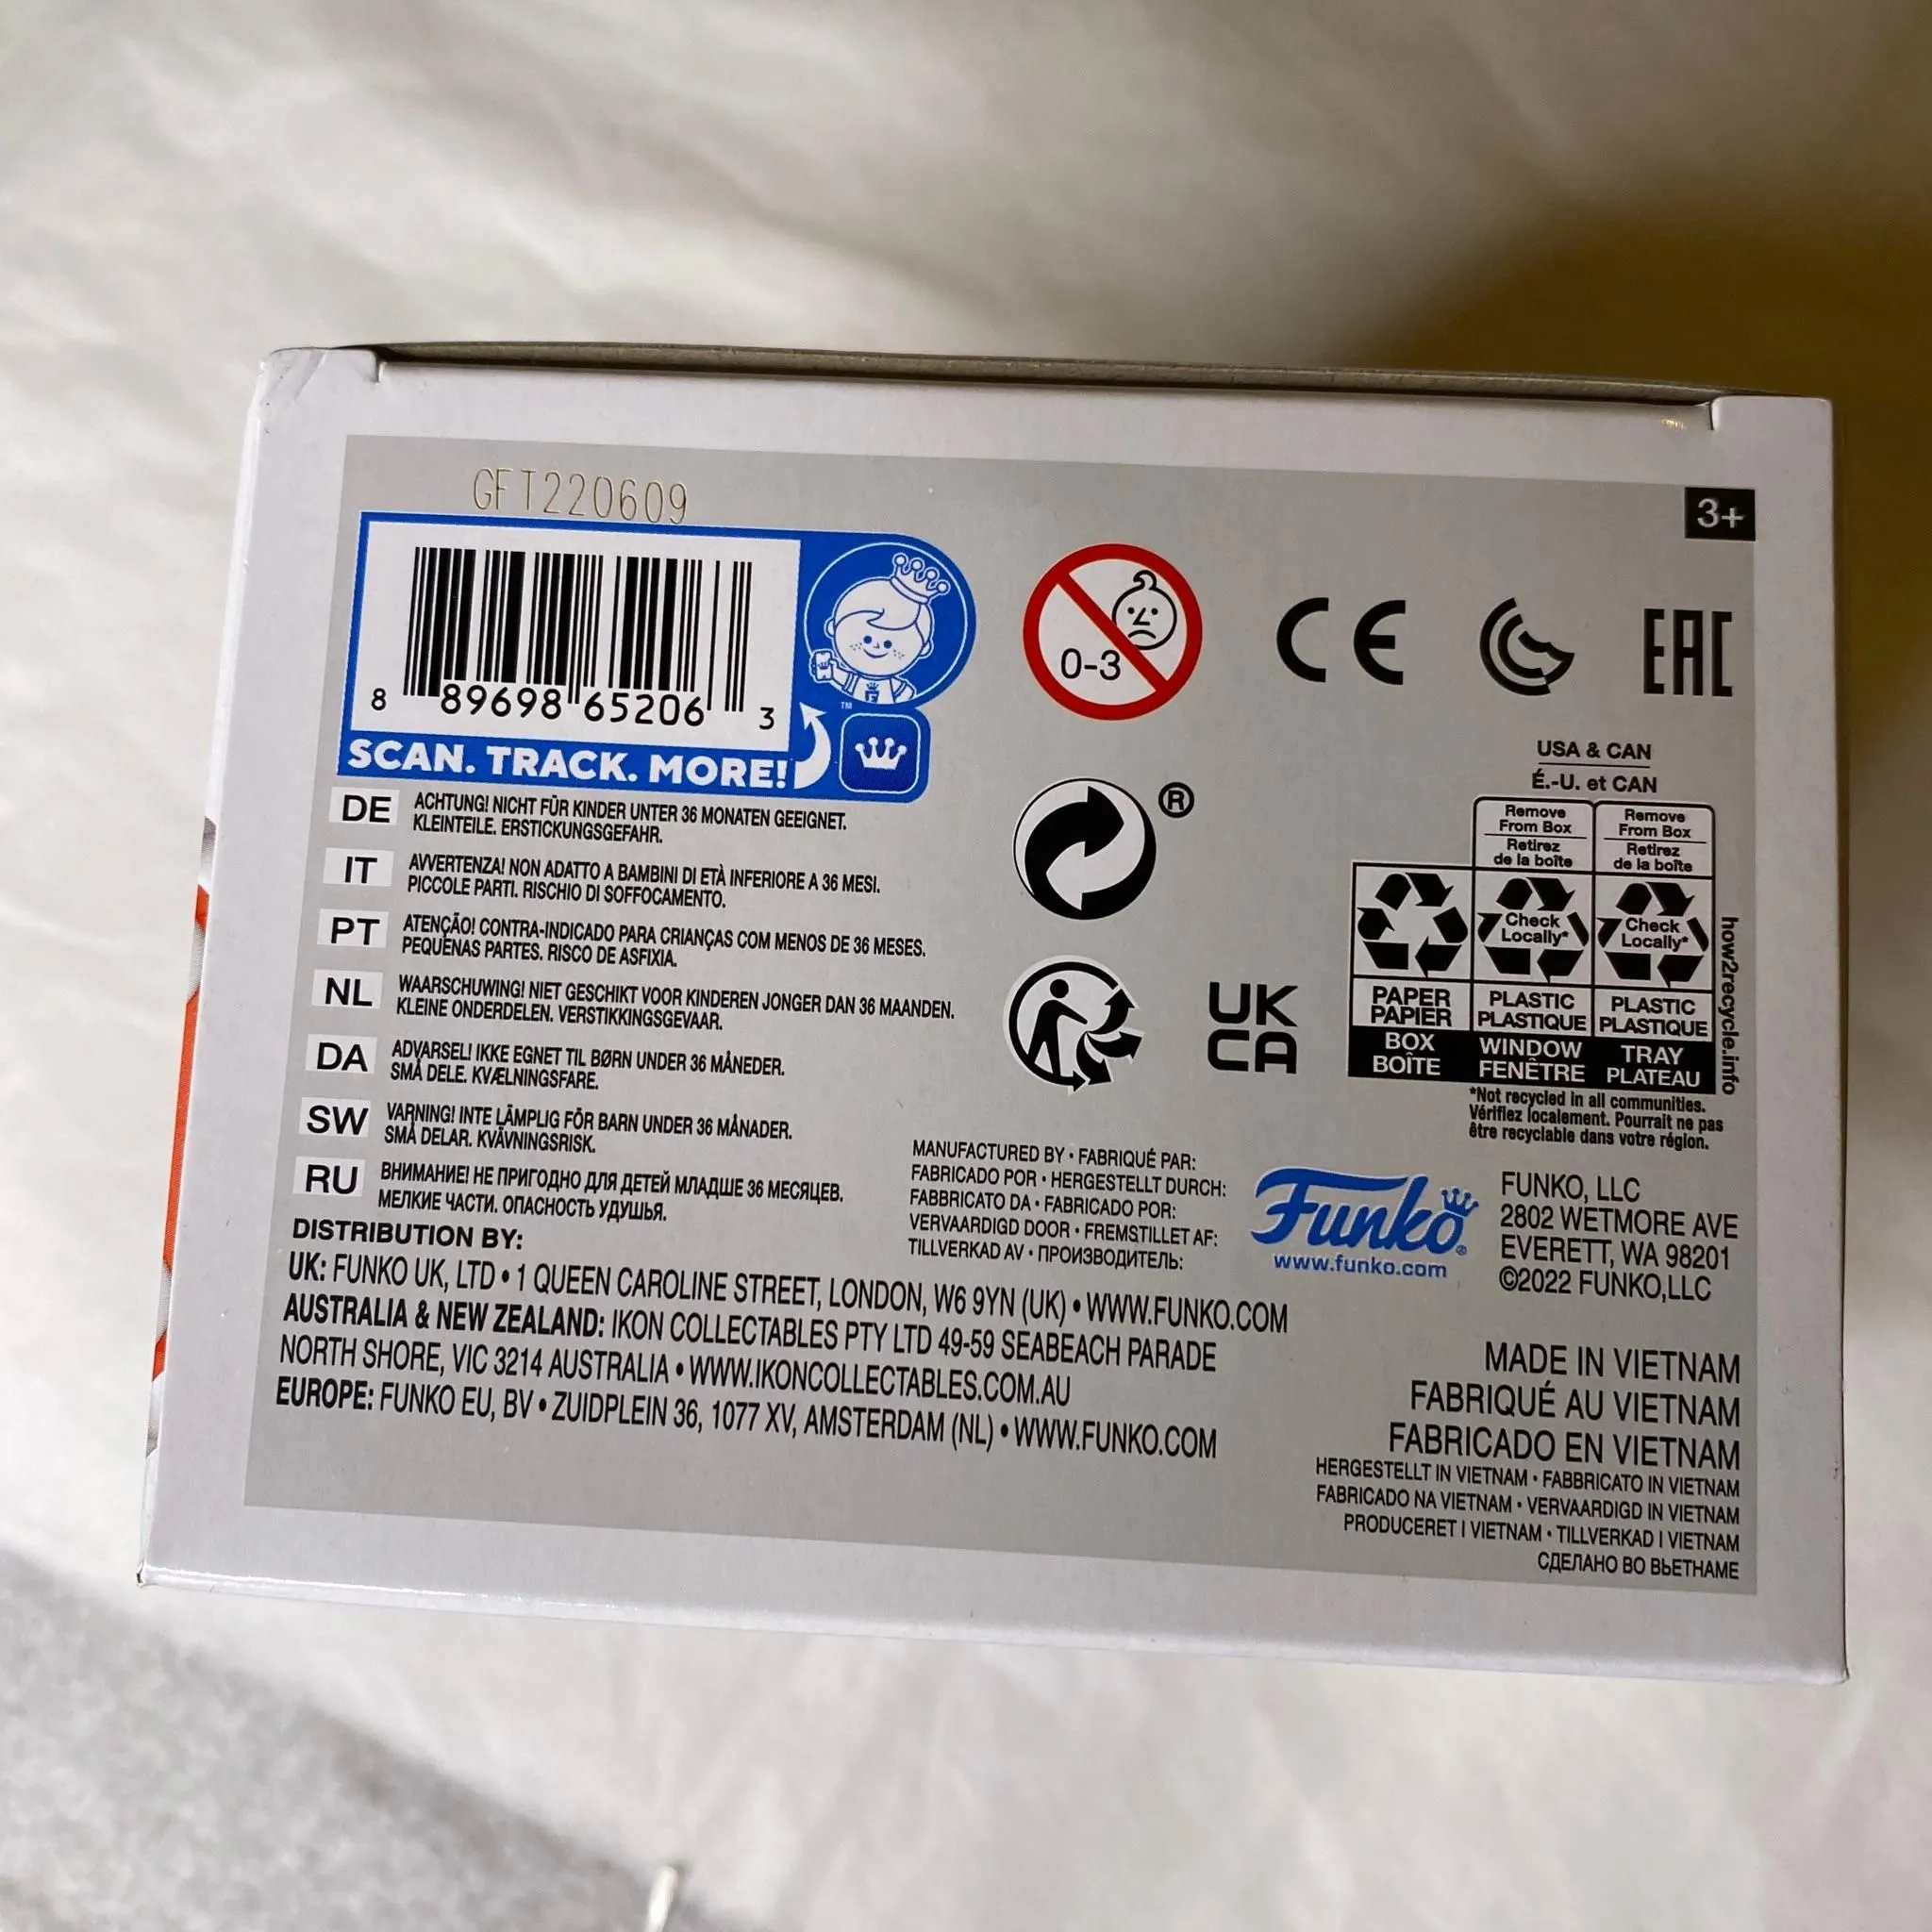 GFT220609
3+
8 89698 65206 3
TM
SCAN. TRACK. MORE!
0-3
CE
EAC
DE ACHTUNG! NICHT FÜR KINDER UNTER 36 MONATEN GEEIGNET.
KLEINTEILE. ERSTICKUNGSGEFAHR.
IT AVVERTENZA! NON ADATTO A BAMBINI DI ETÀ INFERIORE A 36 MESI.
PICCOLE PARTI. RISCHIO DI SOFFOCAMENTO.
PT ATENÇÃO! CONTRA-INDICADO PARA CRIANÇAS COM MENOS DE 36 MESES.
PEQUENAS PARTES. RISCO DE ASFIXIA.
NL WAARSCHUWING! NIET GESCHIKT VOOR KINDEREN JONGER DAN 36 MAANDEN.
KLEINE ONDERDELEN. VERSTIKKINGSGEVAAR.
DA ADVARSEL! IKKE EGNET TIL BØRN UNDER 36 MÅNEDER.
SMÅ DELE. KVÆLNINGSFARE.
SW VARNING! INTE LÄMPLIG FÖR BARN UNDER 36 MÅNADER.
SMÅ DELAR. KVÄVNINGSRISK.
RU ВНИМАНИЕ! НЕ ПРИГОДНО ДЛЯ ДЕТЕЙ МЛАДШЕ 36 МЕСЯЦЕВ.
МЕЛКИЕ ЧАСТИ. ОПАСНОСТЬ УДУШЬЯ.
®
UK
CA
USA & CAN
É.-U. et CAN
Remove
From Box
Retirez
de la boîte
Remove
From Box
Retirez
de la boîte
Check
Locally*
Check
Locally*
PAPER
PAPIER
PLASTIC
PLASTIQUE
PLASTIC
PLASTIQUE
BOX
BOÎTE
WINDOW
FENÊTRE
TRAY
PLATEAU
how2recycle.info
*Not recycled in all communities.
Vérifiez localement. Pourrait ne pas
être recyclable dans votre région.
MANUFACTURED BY • FABRIQUÉ PAR:
FABRICADO POR • HERGESTELLT DURCH:
FABBRICATO DA • FABRICADO POR:
VERVAARDIGD DOOR • FREMSTILLET AF:
TILLVERKAD AV • ПРОИЗВОДИТЕЛЬ:
Funko®
www.funko.com
FUNKO, LLC
2802 WETMORE AVE
EVERETT, WA 98201
©2022 FUNKO,LLC
DISTRIBUTION BY:
UK: FUNKO UK, LTD • 1 QUEEN CAROLINE STREET, LONDON, W6 9YN (UK) • WWW.FUNKO.COM
AUSTRALIA & NEW ZEALAND: IKON COLLECTABLES PTY LTD 49-59 SEABEACH PARADE
NORTH SHORE, VIC 3214 AUSTRALIA • WWW.IKONCOLLECTABLES.COM.AU
EUROPE: FUNKO EU, BV • ZUIDPLEIN 36, 1077 XV, AMSTERDAM (NL) • WWW.FUNKO.COM
MADE IN VIETNAM
FABRIQUÉ AU VIETNAM
FABRICADO EN VIETNAM
HERGESTELLT IN VIETNAM • FABBRICATO IN VIETNAM
FABRICADO NA VIETNAM • VERVAARDIGD IN VIETNAM
PRODUCERET I VIETNAM • TILLVERKAD I VIETNAM
СДЕЛАНО ВО ВЬЕТНАМЕ